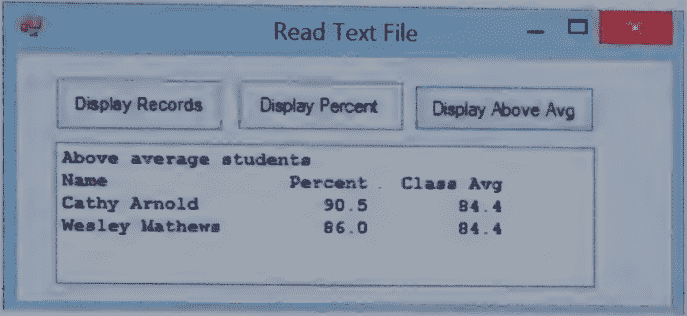 Read Text File
Display Records Display Percent Display Above Avg
Above average students
Name Percent Class Avg
Cathy Arnold 90.5 84.4
Wesley Mathews 86.0 84.4